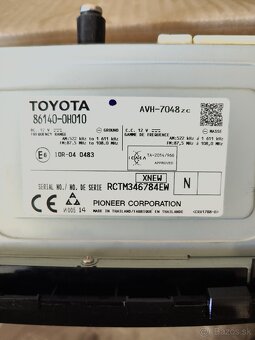 TOYOTA
86140-0H010
AVH-7048zc
D.C. 12 V GROUND
FREQUENCY RANGE
AM:522 kHz to 1 611 kHz
FM:87.5 MHz to 108.0 MHz
C.C. 12 V MASSE
GAMME DE FREQUENCE
AM:522 kHz à 1 611 kHz
FM:87,5 MHz à 108,0 MHz
E6 10R-04 0483
ICASA
TA-2014/966
APPROVED
XNEW
SERIAL NO./ NO. DE SERIE RCTM346784EW N
CE
14
PIONEER CORPORATION
MADE IN THAILAND/FABRIQUE EN THAILANDE
bazos.sk